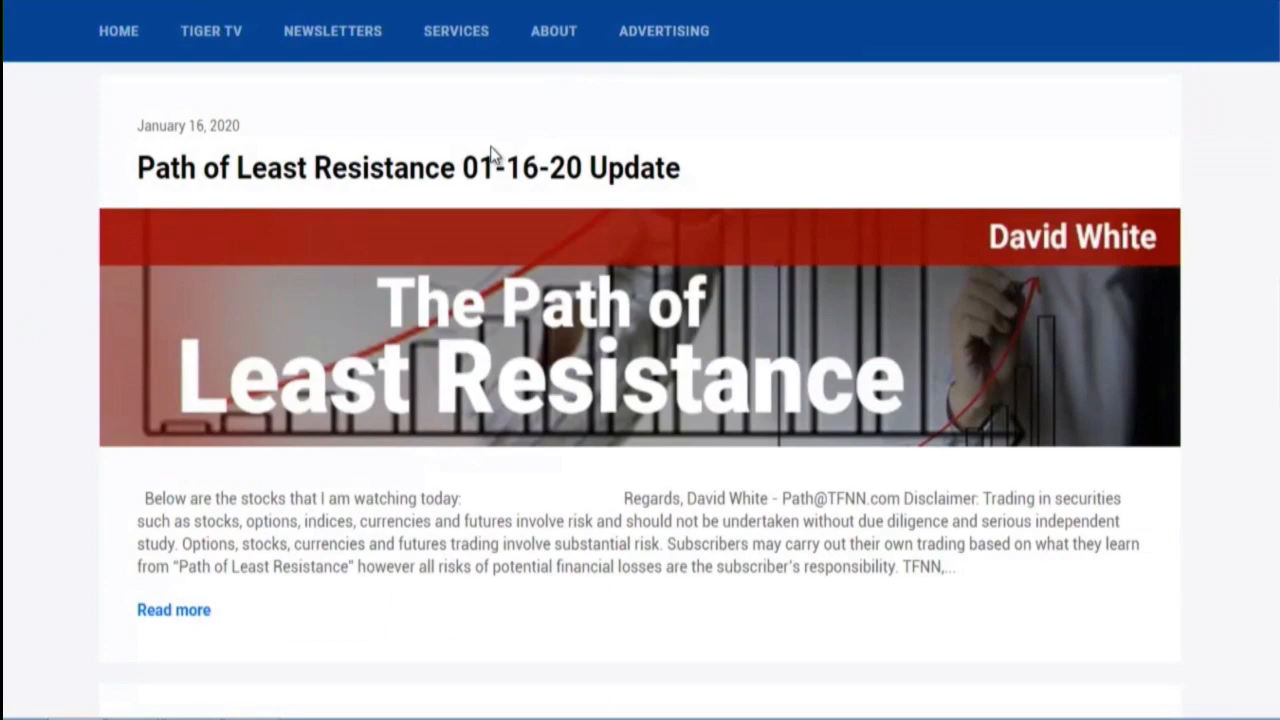 HOME TIGER TV NEWSLETTERS SERVICES ABOUT ADVERTISING
January 16, 2020
Path of Least Resistance 01-16-20 Update
David White
The Path of
Least Resistance
Below are the stocks that I am watching today: Regards, David White - Path@TFNN.com Disclaimer: Trading in securities
such as stocks, options, indices, currencies and futures involve risk and should not be undertaken without due diligence and serious independent
study. Options, stocks, currencies and futures trading involve substantial risk. Subscribers may carry out their own trading based on what they learn
from “Path of Least Resistance” however all risks of potential financial losses are the subscriber’s responsibility. TFNN,...
Read more